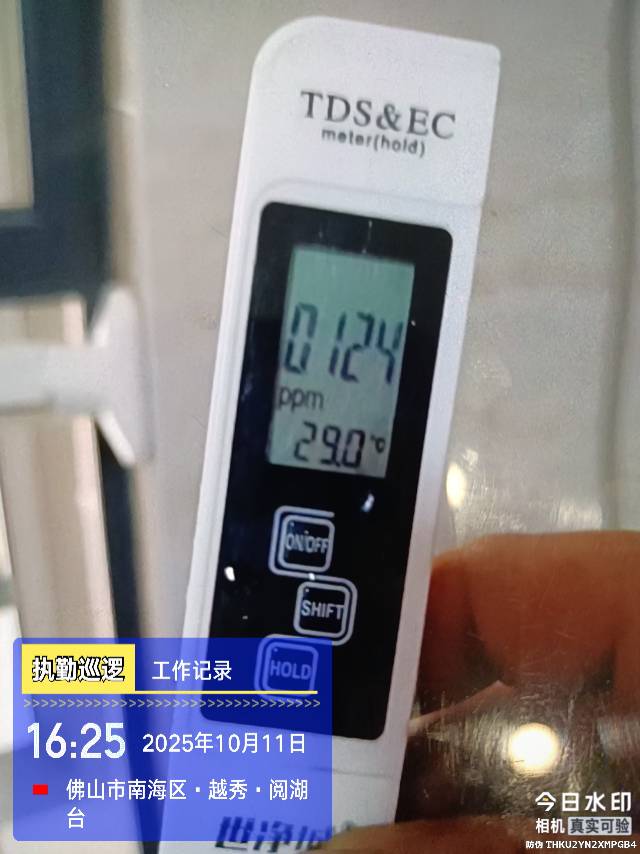 TDS&EC
meter(hold)
0124
ppm
29.0°C
ON/OFF
SHIFT
HOLD
执勤巡逻 工作记录
16:25 2025年10月11日
佛山市南海区·越秀·阅湖
台
今日水印
相机 真实可验
防伪 THKU2YN2XMPGB4